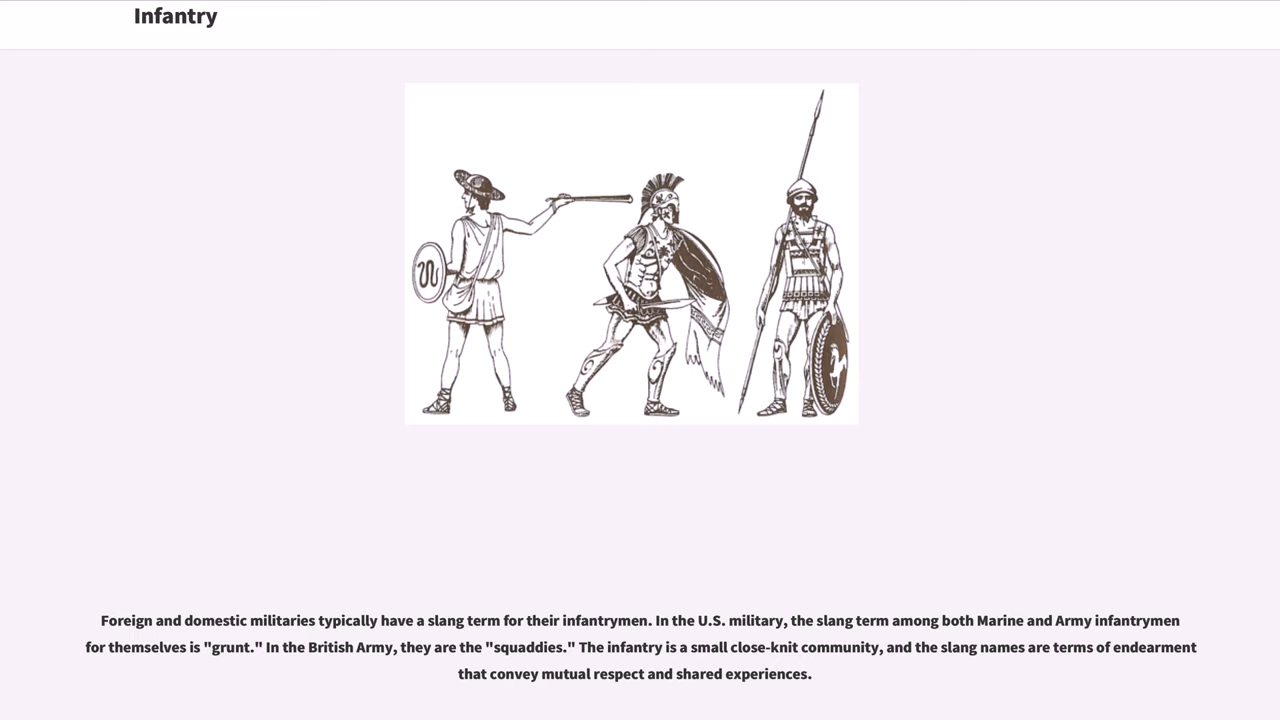 Infantry
Foreign and domestic militaries typically have a slang term for their infantrymen. In the U.S. military, the slang term among both Marine and Army infantrymen
for themselves is "grunt." In the British Army, they are the "squaddies." The infantry is a small close-knit community, and the slang names are terms of endearment
that convey mutual respect and shared experiences.